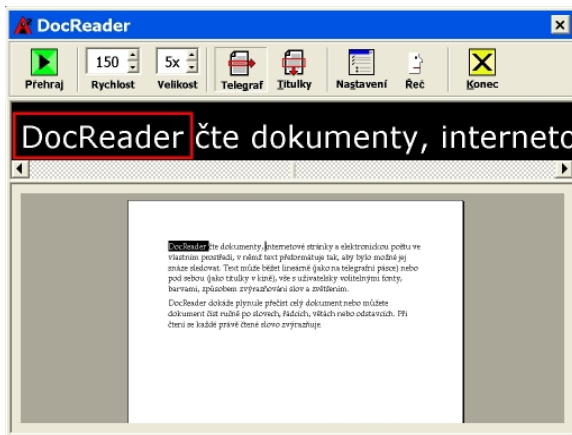 DocReader
150 5x
Přehraj Rychlost Velikost Telegraf Titulky Nastavení Řeč Konec
DocReader čte dokumenty, interneto
DocReader čte dokumenty, internetové stránky a elektronickou poštu ve
vlastním prostředí, v němž text přeformátuje tak, aby bylo možné jej
snáze sledovat. Text může běžet lineárně (jako na telegrafní pásce) nebo
pod sebou (jako titulky v kině), vše s uživatelsky volitelnými fonty,
barvami, způsobem zvýrazňování slov a zvětšením.
DocReader dokáže plynule přečíst celý dokument nebo můžete
dokument číst ručně po slovech, řádcích, větách nebo odstavcích. Při
čtení se každé právě čtené slovo zvýrazňuje.